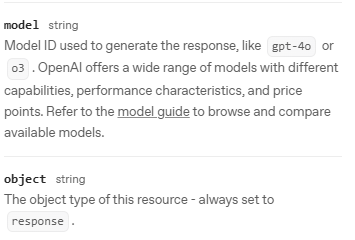 model string
Model ID used to generate the response, like gpt-4o or
o3. OpenAI offers a wide range of models with different
capabilities, performance characteristics, and price
points. Refer to the model guide to browse and compare
available models.
object string
The object type of this resource - always set to
response.